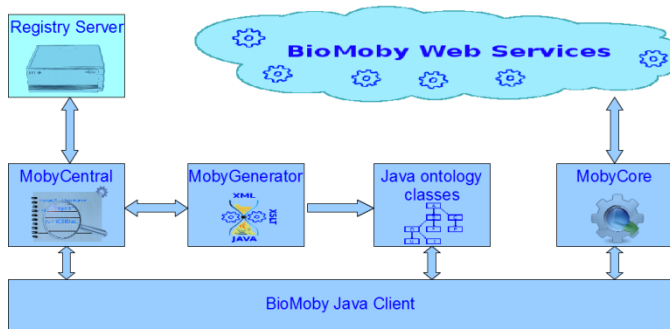 Registry Server
BioMoby Web Services
MobyCentral
MobyGenerator
XML
XSLT
JAVA
Java ontology
classes
MobyCore
BioMoby Java Client